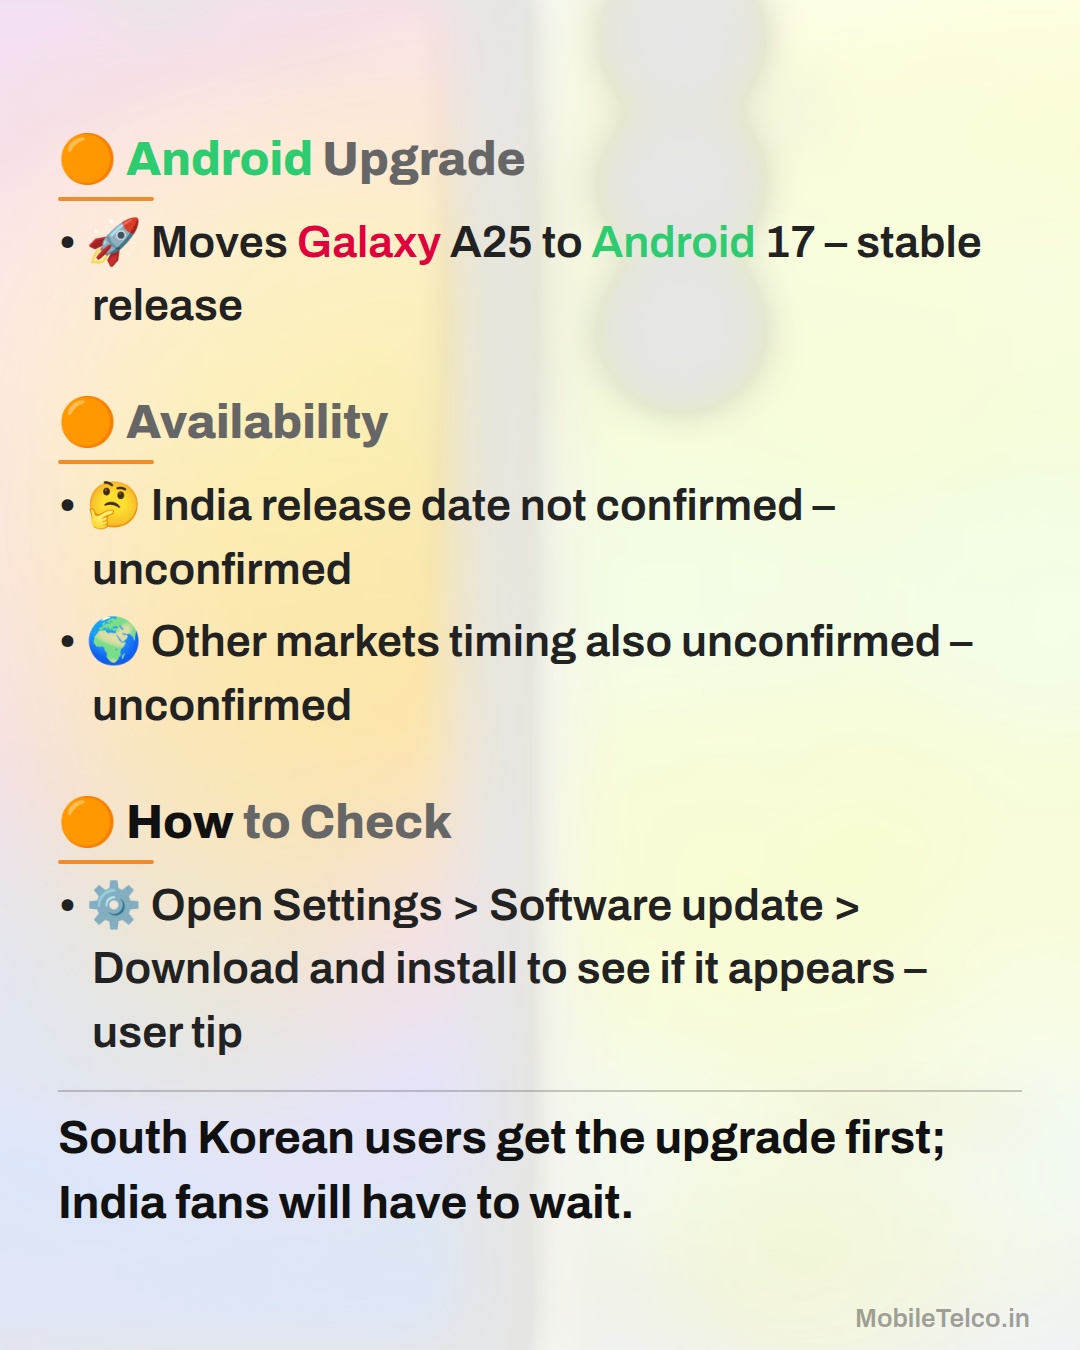 🟠 Android Upgrade
• 🚀 Moves Galaxy A25 to Android 17 – stable
release
🟠 Availability
• 🤔 India release date not confirmed –
unconfirmed
• 🌍 Other markets timing also unconfirmed –
unconfirmed
🟠 How to Check
• ⚙️ Open Settings > Software update >
Download and install to see if it appears –
user tip
South Korean users get the upgrade first;
India fans will have to wait.
MobileTelco.in